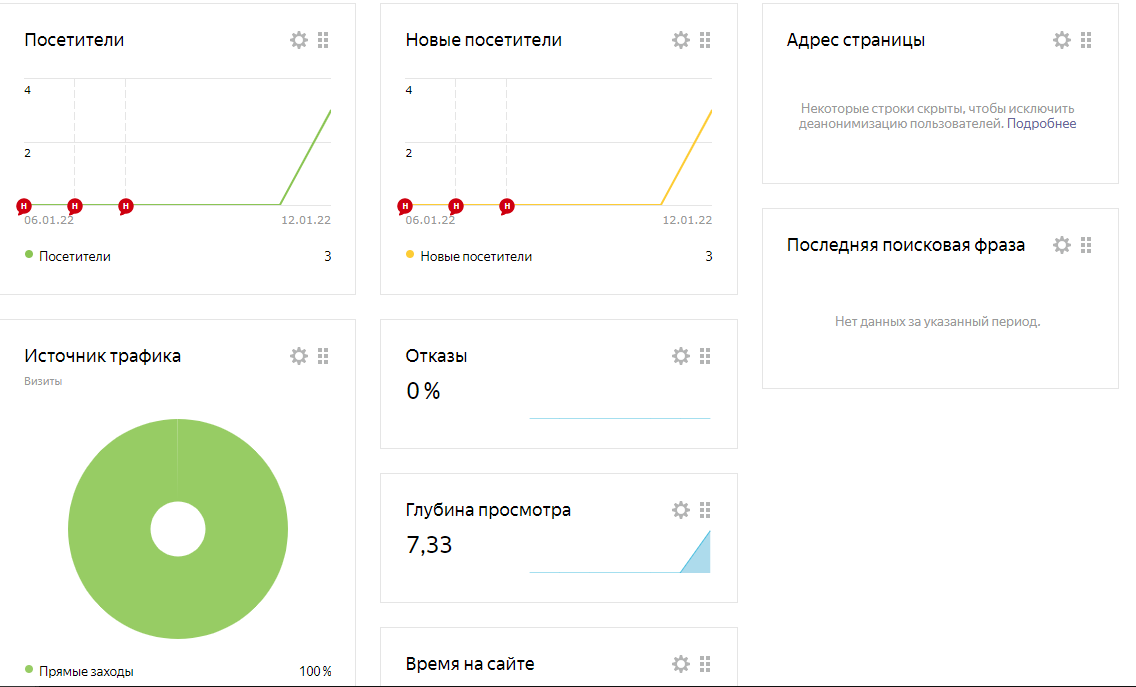 Посетители
4
2
Н Н Н
06.01.22 12.01.22
Посетители 3
Новые посетители
4
2
Н Н Н
06.01.22 12.01.22
Новые посетители 3
Адрес страницы
Некоторые строки скрыты, чтобы исключить
деанонимизацию пользователей. Подробнее
Последняя поисковая фраза
Нет данных за указанный период.
Источник трафика
Визиты
Прямые заходы 100 %
Отказы
0 %
Глубина просмотра
7,33
Время на сайте